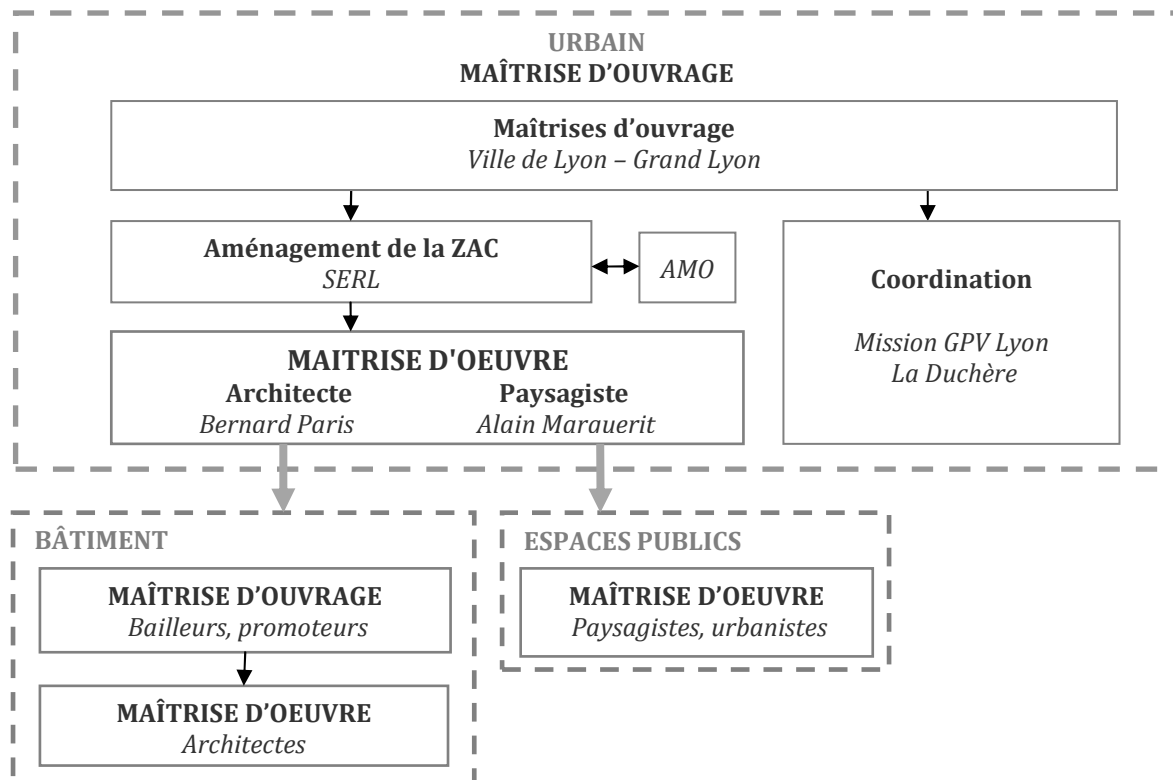 URBAIN
MAÎTRISE D’OUVRAGE
Maîtrises d’ouvrage
Ville de Lyon – Grand Lyon
Aménagement de la ZAC
SERL
AMO
Coordination
Mission GPV Lyon
La Duchère
MAITRISE D'OEUVRE
Architecte
Bernard Paris
Paysagiste
Alain Marauerit
BÂTIMENT
MAÎTRISE D’OUVRAGE
Bailleurs, promoteurs
MAÎTRISE D’OEUVRE
Architectes
ESPACES PUBLICS
MAÎTRISE D’OEUVRE
Paysagistes, urbanistes